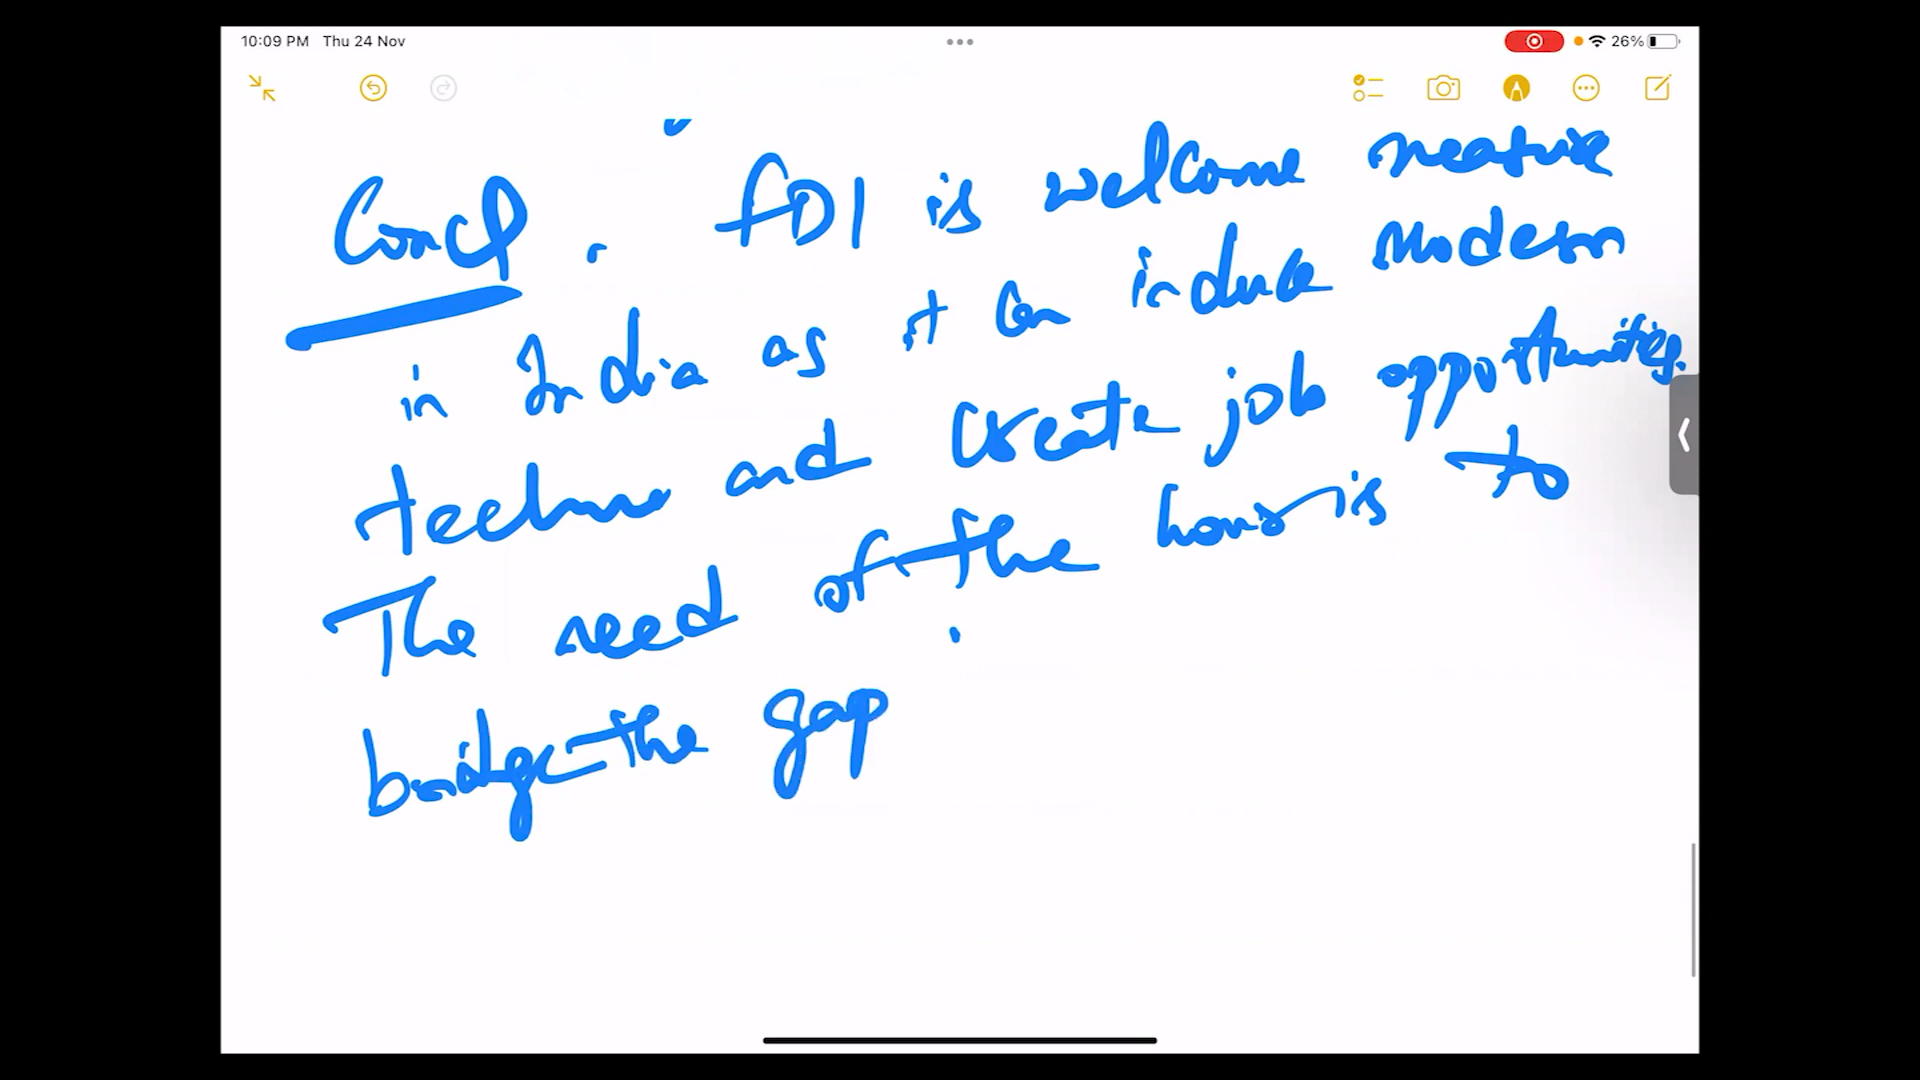 10:09 PM Thu 24 Nov
26%
Concl. FDI is welcome measure
in India as it can induce modern
techno and create job opportunities.
The need of the hour is to
bridge the gap